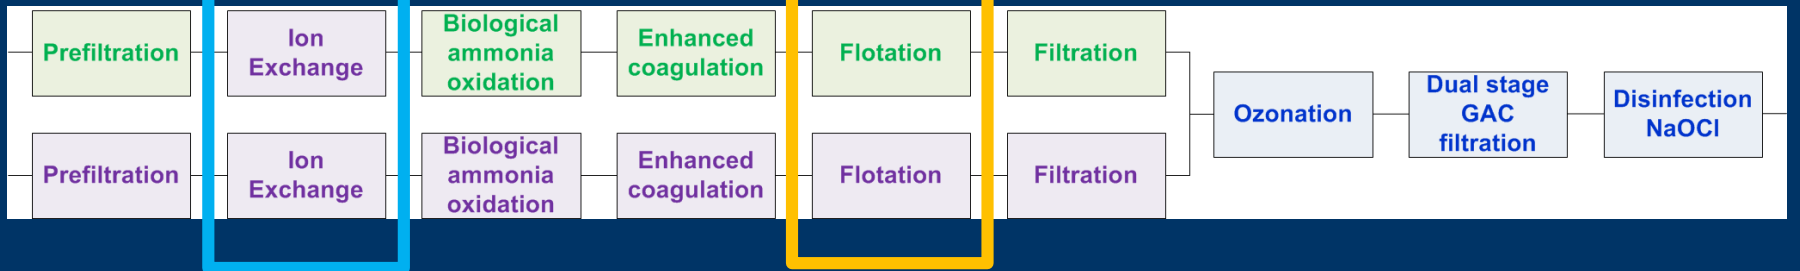 Prefiltration
Ion
Exchange
Biological
ammonia
oxidation
Enhanced
coagulation
Flotation
Filtration
Prefiltration
Ion
Exchange
Biological
ammonia
oxidation
Enhanced
coagulation
Flotation
Filtration
Ozonation
Dual stage
GAC
filtration
Disinfection
NaOCl